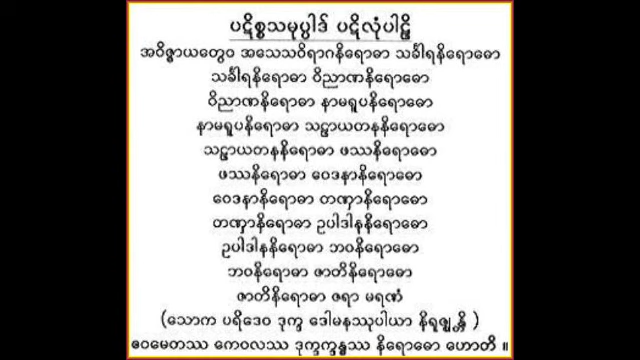 ပဋိစ္စသမုပ္ပါဒ် ပဋိလုံပါဠိ
အဝိဇ္ဇာယတွေဝ အသေသဝိရာဂနိရောဓာ သင်္ခါရနိရောဓော
သင်္ခါရနိရောဓာ ဝိညာဏနိရောဓော
ဝိညာဏနိရောဓာ နာမရူပနိရောဓော
နာမရူပနိရောဓာ သဠာယတနနိရောဓော
သဠာယတနနိရောဓာ ဖဿနိရောဓော
ဖဿနိရောဓာ ဝေဒနာနိရောဓော
ဝေဒနာနိရောဓာ တဏှာနိရောဓော
တဏှာနိရောဓာ ဥပါဒါနနိရောဓော
ဥပါဒါနနိရောဓာ ဘဝနိရောဓော
ဘဝနိရောဓာ ဇာတိနိရောဓော
ဇာတိနိရောဓာ ဇရာ မရဏံ
(သောက ပရိဒေဝ ဒုက္ခ ဒေါမနဿုပါယာ နိရုဇ္ဈန္တိ )
ဧဝမေတဿ ကေဝလဿ ဒုက္ခက္ခန္ဓဿ နိရောဓော ဟောတိ ။